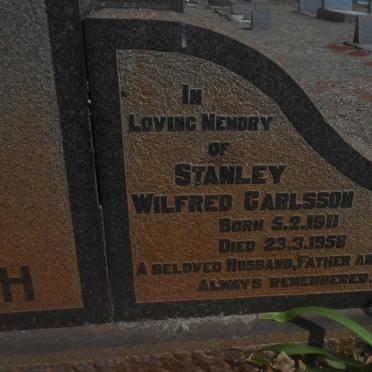 IN
LOVING MEMORY
OF
STANLEY
WILFRED CARLSSON
BORN 5.2.1911
DIED 23.3.1956
A BELOVED HUSBAND, FATHER
ALWAYS REMEMBERED.
H